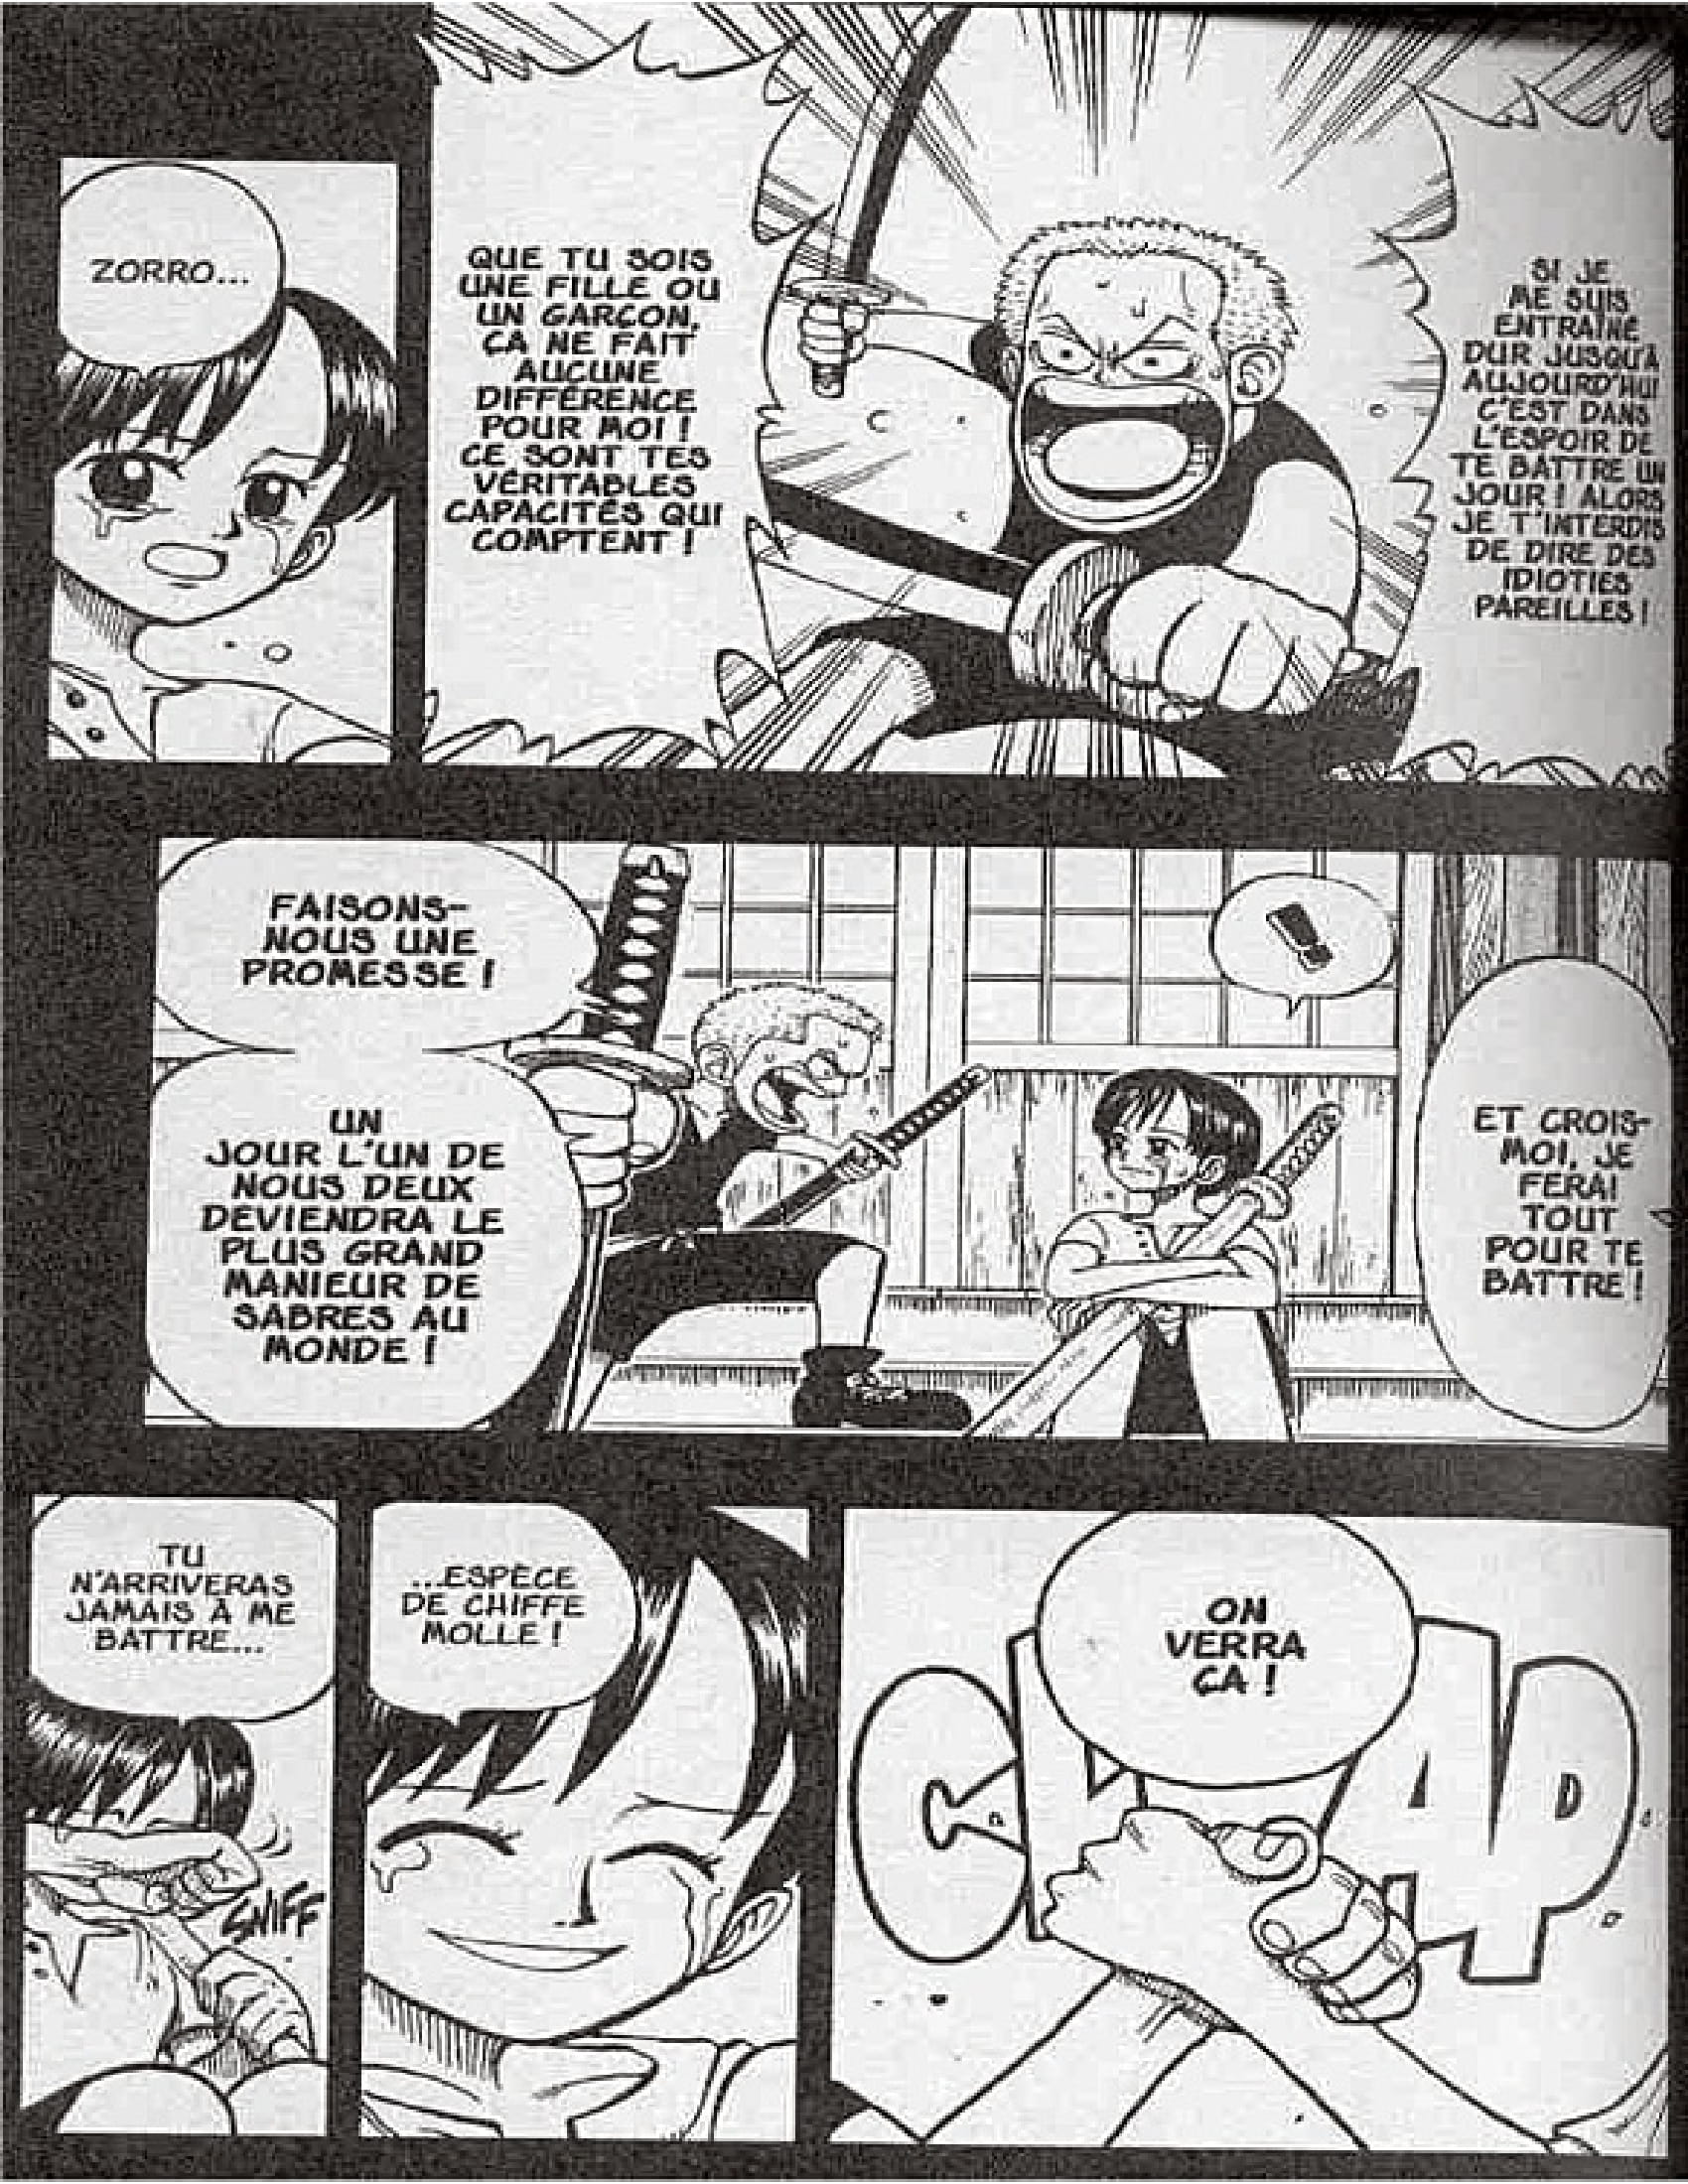 ZORRO...
QUE TU SOIS
UNE FILLE OU
UN GARÇON,
ÇA NE FAIT
AUCUNE
DIFFÉRENCE
POUR MOI !
CE SONT TES
VÉRITABLES
CAPACITÉS QUI
COMPTENT !
SI JE
ME SUIS
ENTRAÎNÉ
DUR JUSQU'À
AUJOURD'HUI
C'EST DANS
L'ESPOIR DE
TE BATTRE UN
JOUR ! ALORS
JE T'INTERDIS
DE DIRE DES
IDIOTIES
PAREILLES !
FAISONS-
NOUS UNE
PROMESSE !
UN
JOUR L'UN DE
NOUS DEUX
DEVIENDRA LE
PLUS GRAND
MANIEUR DE
SABRES AU
MONDE !
!
ET CROIS-
MOI, JE
FERAI
TOUT
POUR TE
BATTRE !
TU
N'ARRIVERAS
JAMAIS À ME
BATTRE...
SNIFF
...ESPÈCE
DE CHIFFE
MOLLE !
ON
VERRA
ÇA !
CLAP